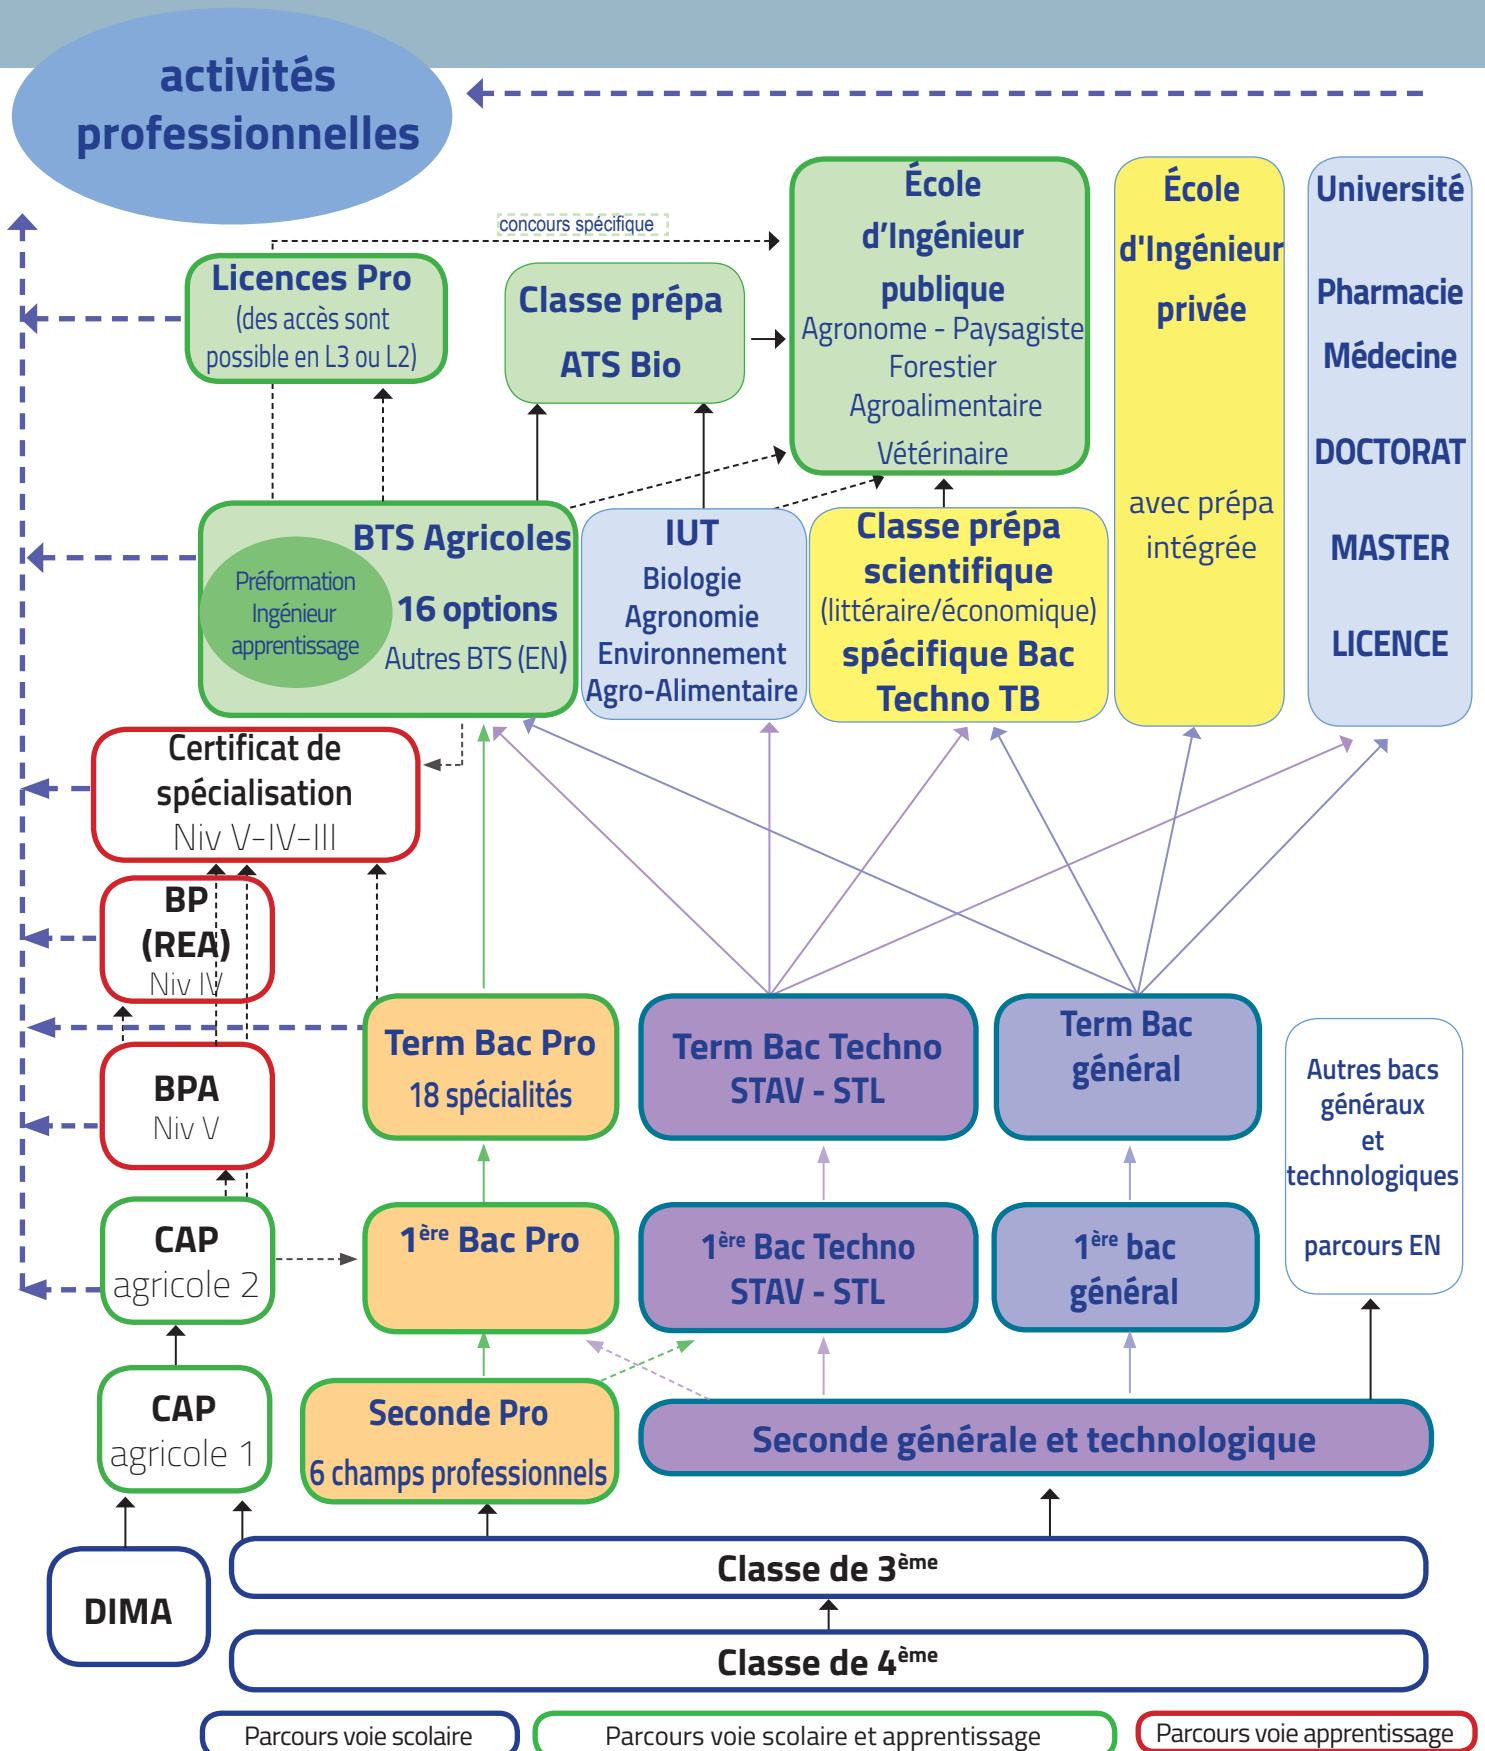 activités
professionnelles
concours spécifique
Licences Pro
(des accès sont
possible en L3 ou L2)
Classe prépa
ATS Bio
École
d'Ingénieur
publique
Agronome - Paysagiste
Forestier
Agroalimentaire
Vétérinaire
École
d'Ingénieur
privée
avec prépa
intégrée
Université
Pharmacie
Médecine
DOCTORAT
MASTER
LICENCE
BTS Agricoles
16 options
Autres BTS (EN)
Préformation
Ingénieur
apprentissage
IUT
Biologie
Agronomie
Environnement
Agro-Alimentaire
Classe prépa
scientifique
(littéraire/économique)
spécifique Bac
Techno TB
Certificat de
spécialisation
Niv V-IV-III
BP
(REA)
Niv IV
BPA
Niv V
Term Bac Pro
18 spécialités
Term Bac Techno
STAV - STL
Term Bac
général
Autres bacs
généraux
et
technologiques
parcours EN
CAP
agricole 2
1ère Bac Pro
1ère Bac Techno
STAV - STL
1ère bac
général
CAP
agricole 1
Seconde Pro
6 champs professionnels
Seconde générale et technologique
DIMA
Classe de 3ème
Classe de 4ème
Parcours voie scolaire
Parcours voie scolaire et apprentissage
Parcours voie apprentissage